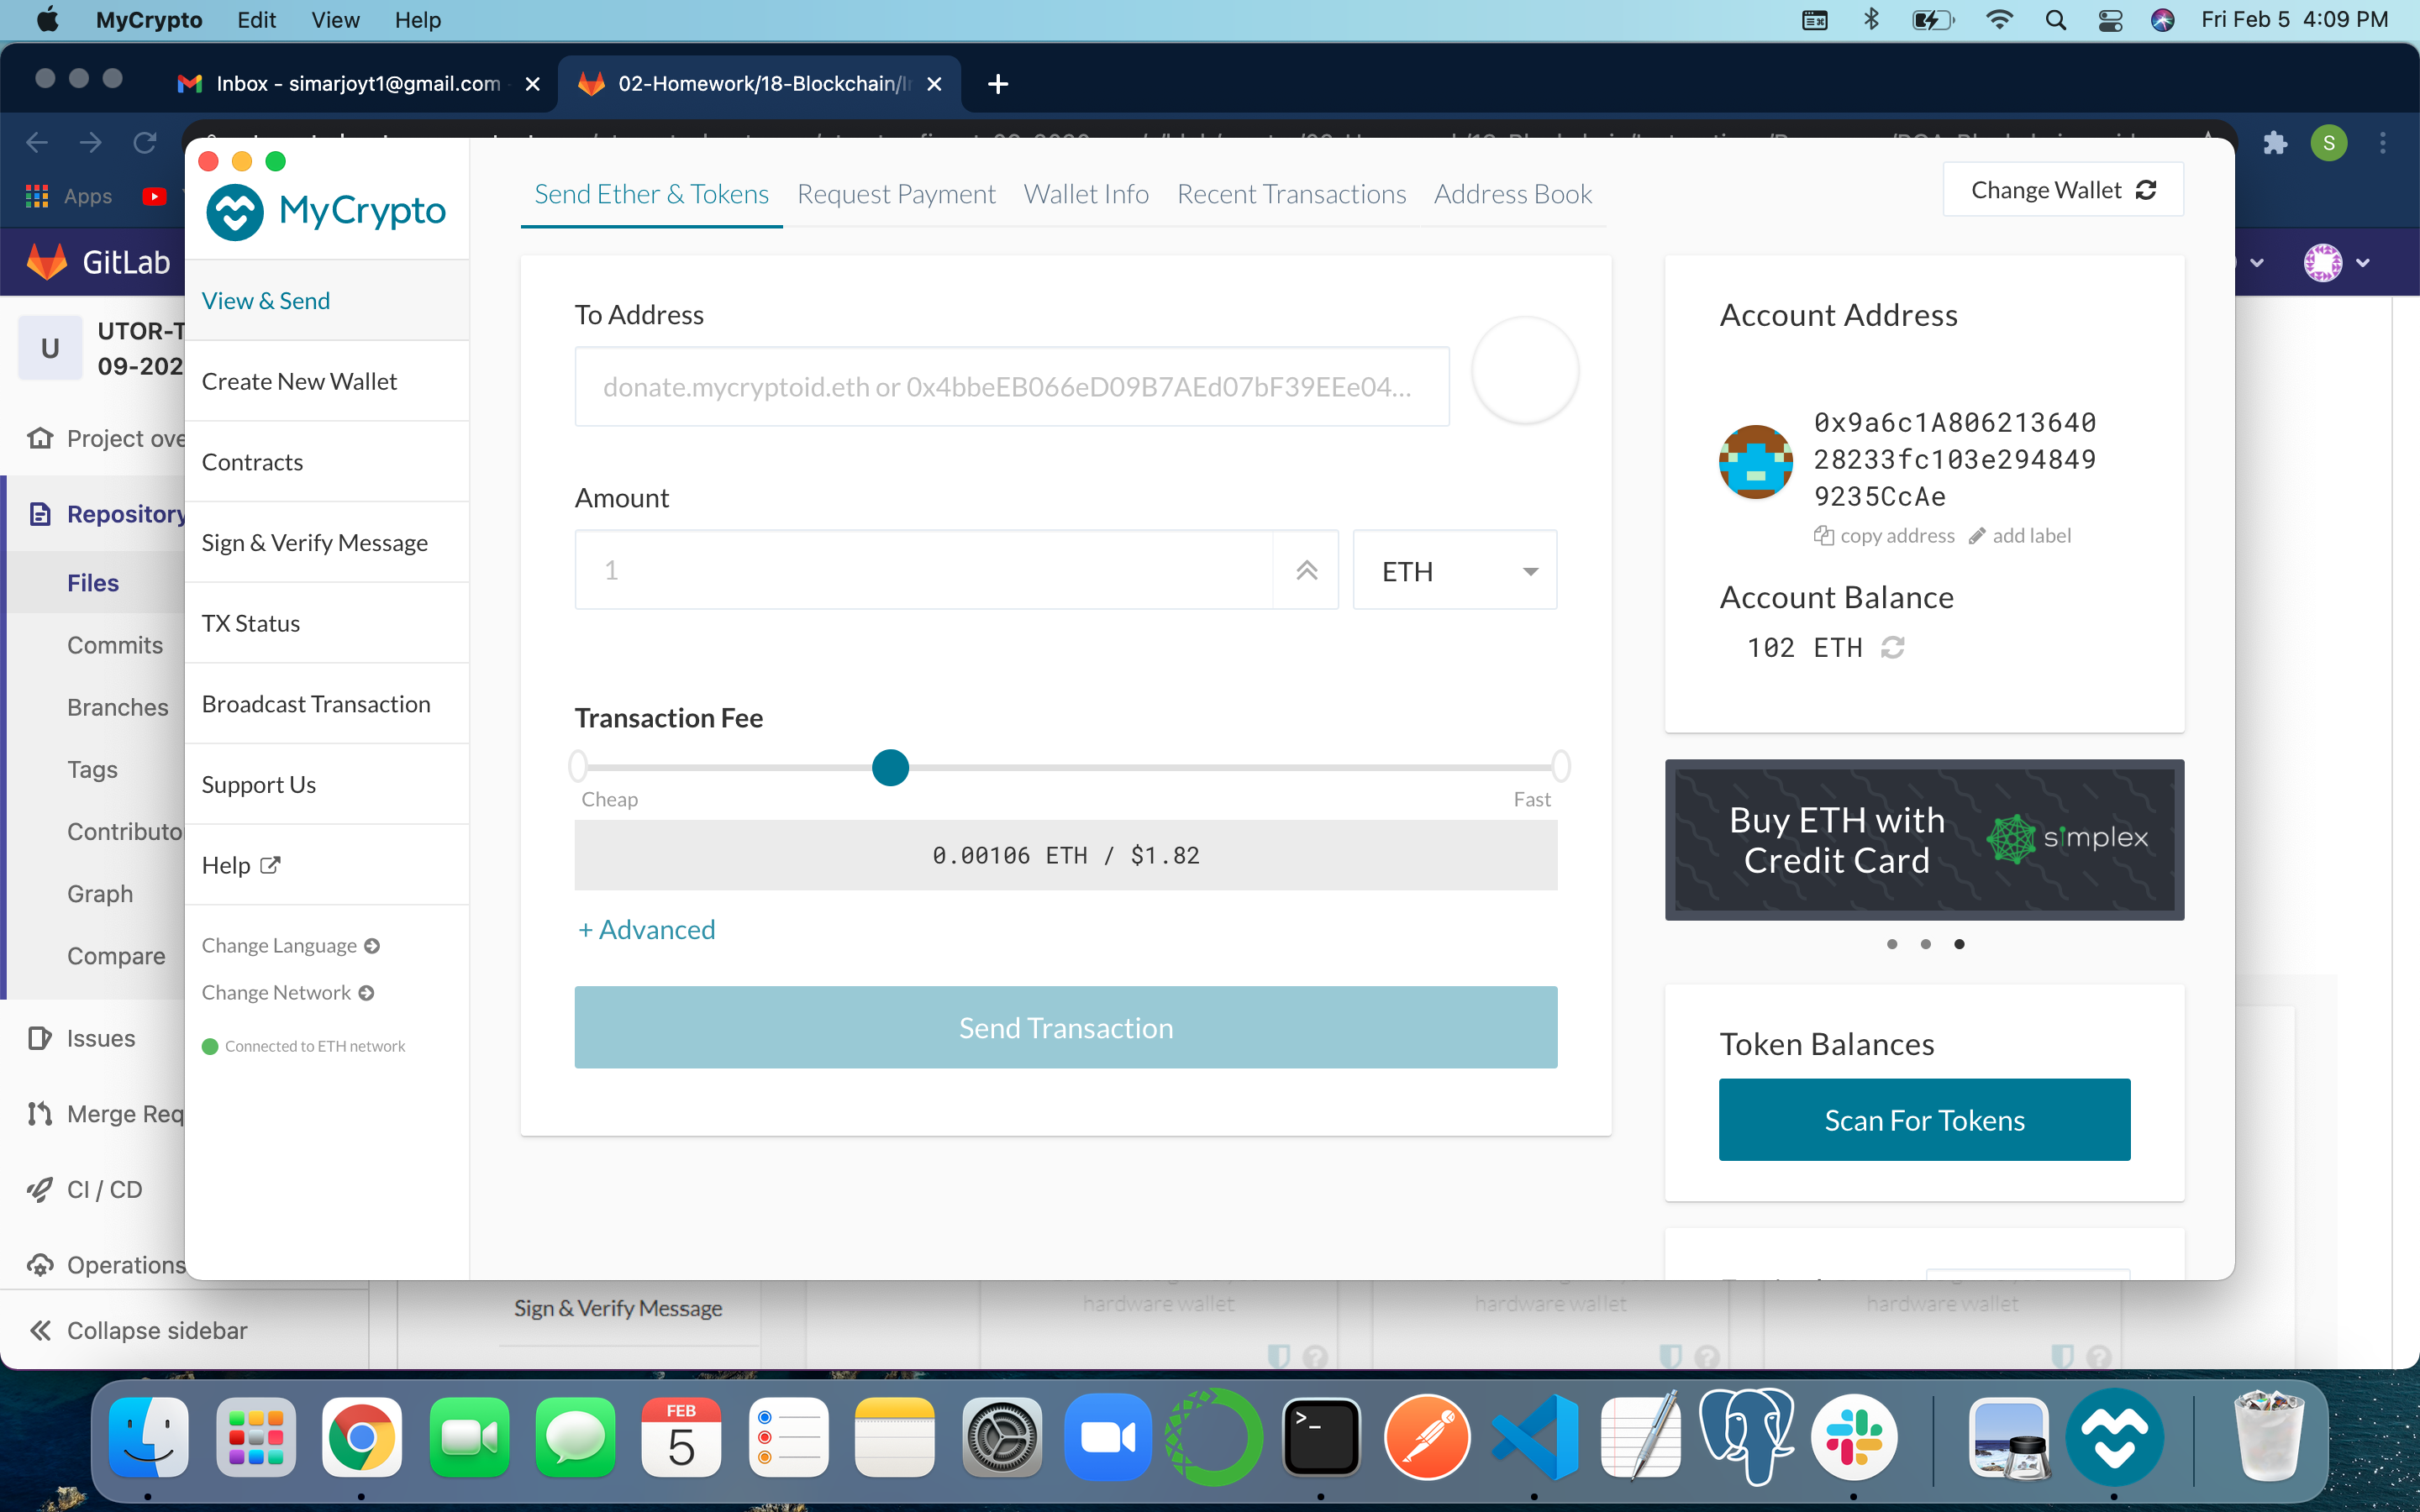 MyCrypto Edit View Help Fri Feb 5 4:09 PM
Inbox - simarjoyt1@gmail.com 02-Homework/18-Blockchain/
Apps
S
MyCrypto
Send Ether & Tokens Request Payment Wallet Info Recent Transactions Address Book
Change Wallet
GitLab
U
UTOR-T
09-202
Project ove
Repository
Files
Commits
Branches
Tags
Contributo
Graph
Compare
Issues
Merge Req
CI / CD
Operations
Collapse sidebar
View & Send
Create New Wallet
Contracts
Sign & Verify Message
TX Status
Broadcast Transaction
Support Us
Help
Change Language
Change Network
Connected to ETH network
To Address
donate.mycryptoid.eth or 0x4bbeEB066eD09B7AEd07bF39EEe04...
Amount
1
ETH
Transaction Fee
Cheap Fast
0.00106 ETH / $1.82
+ Advanced
Send Transaction
Account Address
0x9a6c1A806213640
28233fc103e294849
9235CcAe
copy address add label
Account Balance
102 ETH
Buy ETH with
Credit Card
simplex
Token Balances
Scan For Tokens
Sign & Verify Message
hardware wallet hardware wallet hardware wallet
FEB
5